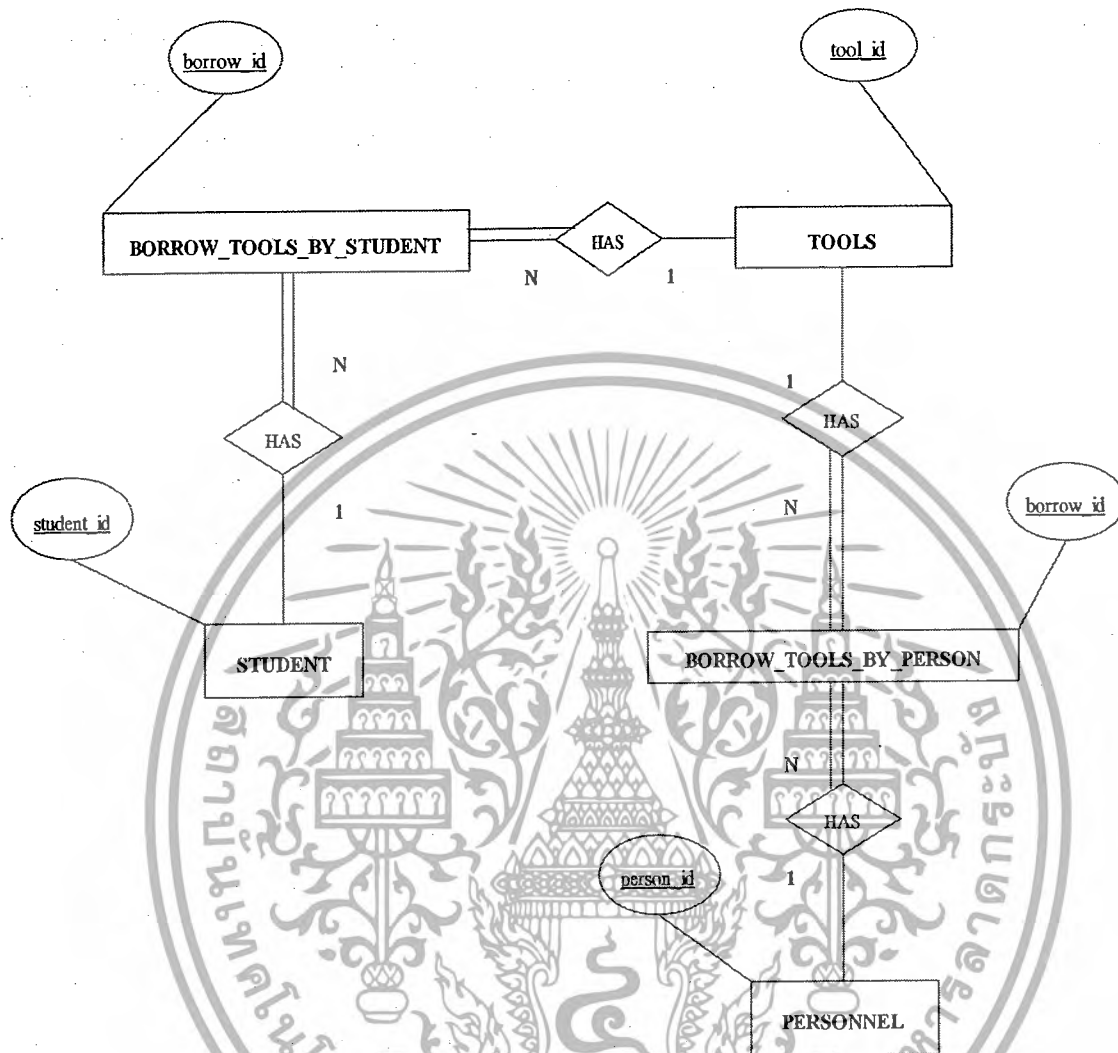 borrow_id
tool_id
BORROW_TOOLS_BY_STUDENT
HAS
TOOLS
N
1
N
1
HAS
HAS
student_id
1
N
borrow_id
STUDENT
BORROW_TOOLS_BY_PERSON
N
HAS
person_id
1
PERSONNEL